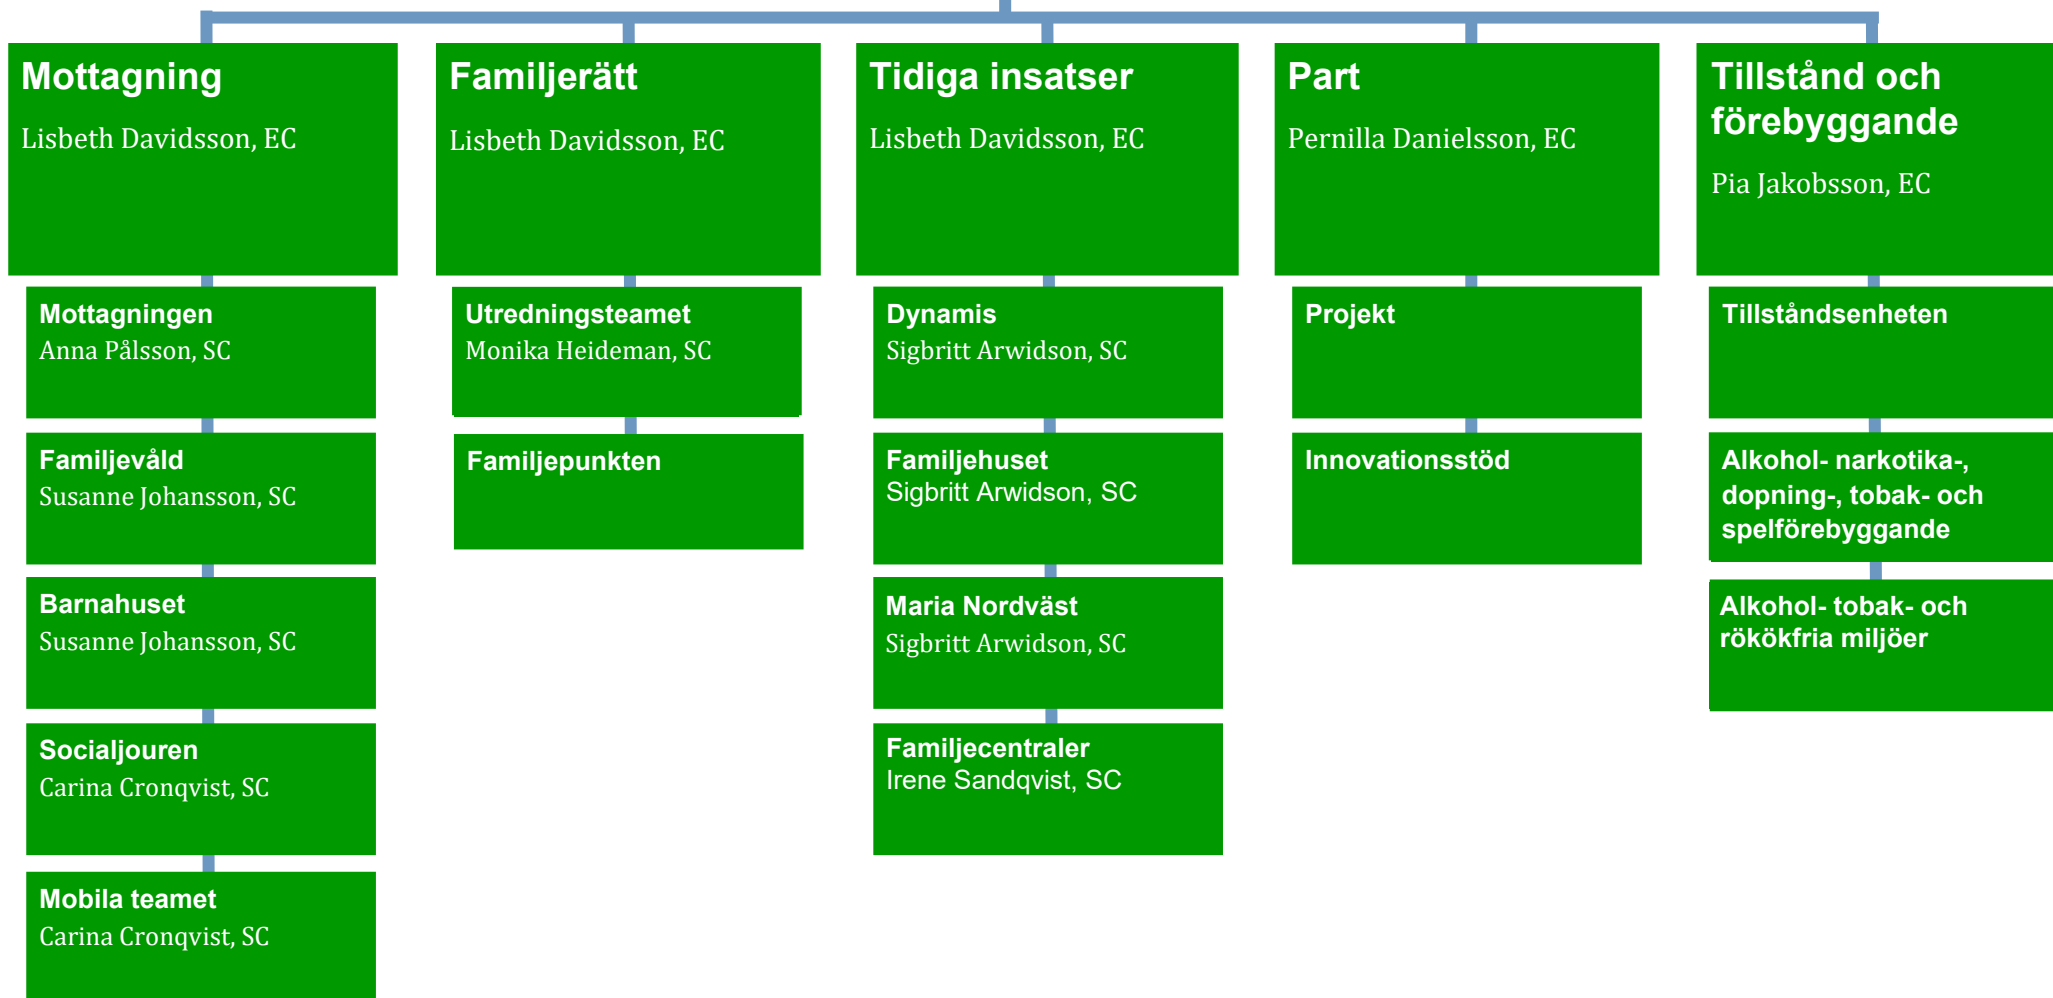 Mottagning
Lisbeth Davidsson, EC
Familjerätt
Lisbeth Davidsson, EC
Tidiga insatser
Lisbeth Davidsson, EC
Part
Pernilla Danielsson, EC
Tillstånd och
förebyggande
Pia Jakobsson, EC
Mottagningen
Anna Pålsson, SC
Familjevåld
Susanne Johansson, SC
Barnahuset
Susanne Johansson, SC
Socialjouren
Carina Cronqvist, SC
Mobila teamet
Carina Cronqvist, SC
Utredningsteamet
Monika Heideman, SC
Familjepunkten
Dynamis
Sigbritt Arwidson, SC
Familjehuset
Sigbritt Arwidson, SC
Maria Nordväst
Sigbritt Arwidson, SC
Familjecentraler
Irene Sandqvist, SC
Projekt
Innovationsstöd
Tillståndsenheten
Alkohol- narkotika-,
dopning-, tobak- och
spelförebyggande
Alkohol- tobak- och
rökökfria miljöer